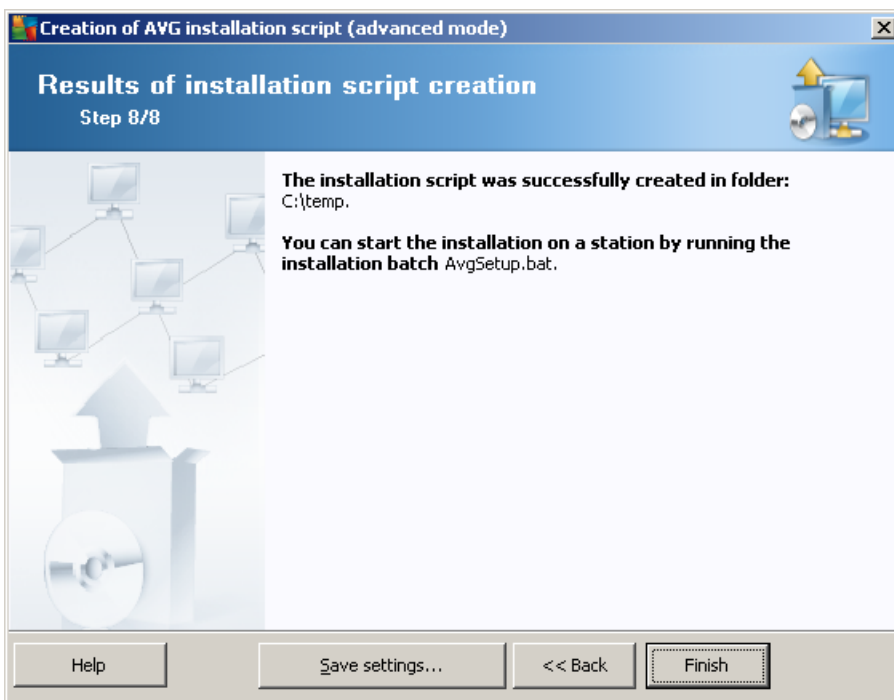 Creation of AVG installation script (advanced mode)
Results of installation script creation
Step 8/8
The installation script was successfully created in folder:
C:\temp.
You can start the installation on a station by running the
installation batch AvgSetup.bat.
Help
Save settings...
<< Back
Finish